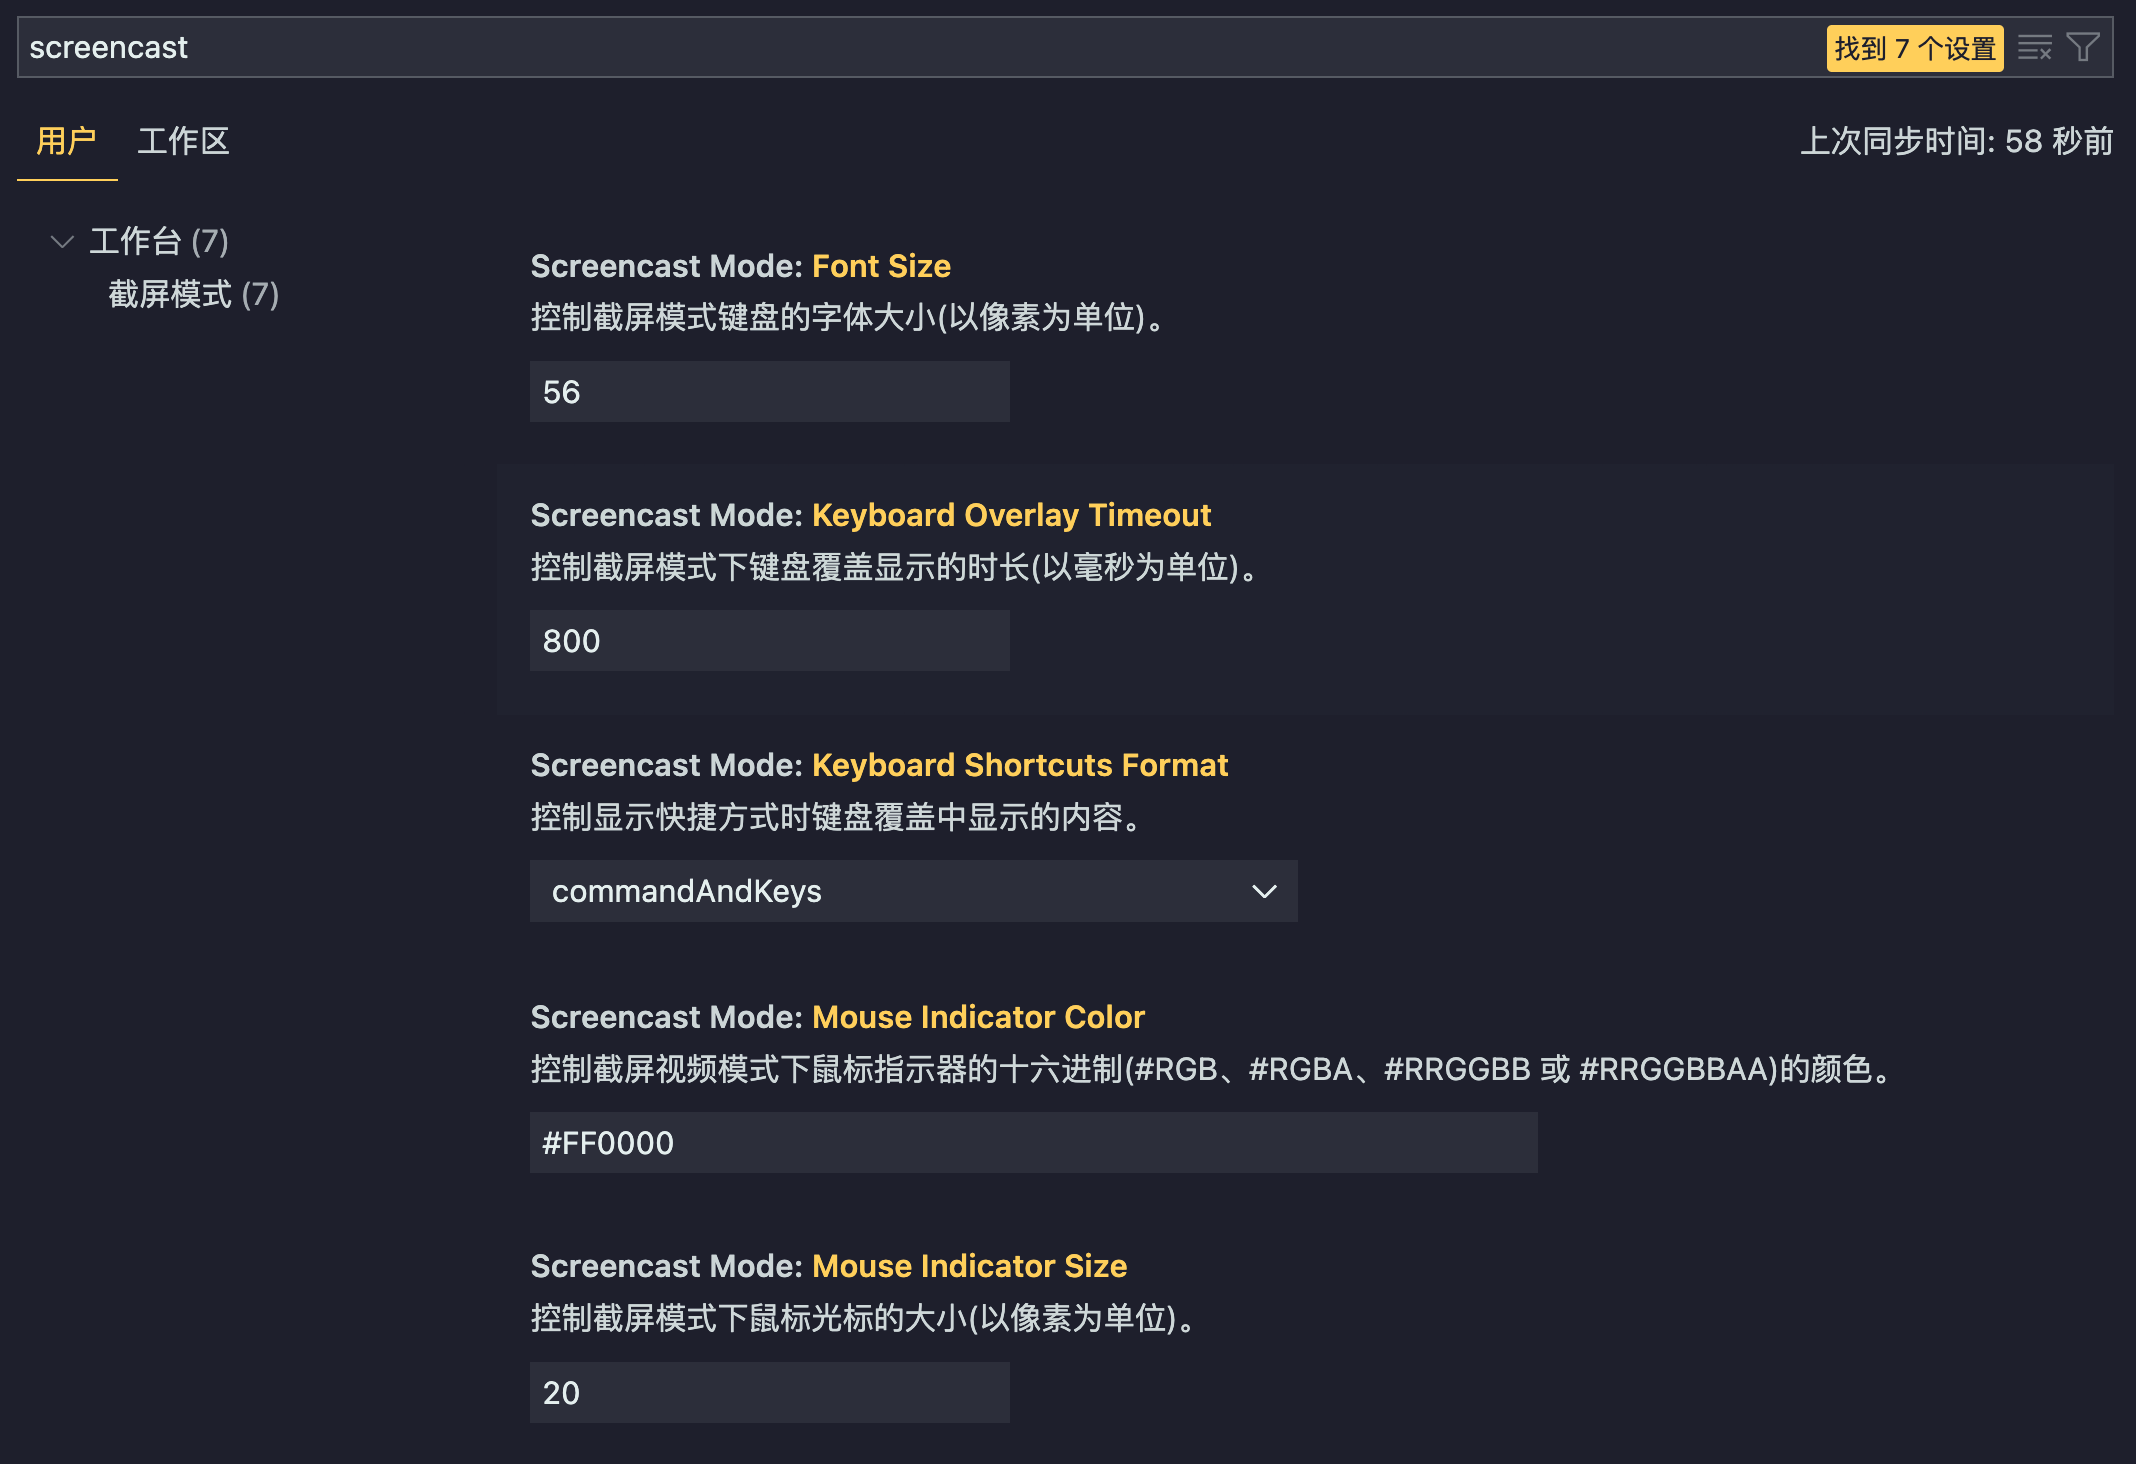 screencast
找到 7 个设置
用户 工作区
上次同步时间: 58 秒前
工作台 (7)
截屏模式 (7)
Screencast Mode: Font Size
控制截屏模式键盘的字体大小(以像素为单位)。
56
Screencast Mode: Keyboard Overlay Timeout
控制截屏模式下键盘覆盖显示的时长(以毫秒为单位)。
800
Screencast Mode: Keyboard Shortcuts Format
控制显示快捷方式时键盘覆盖中显示的内容。
commandAndKeys
Screencast Mode: Mouse Indicator Color
控制截屏视频模式下鼠标指示器的十六进制(#RGB、#RGBA、#RRGGBB 或 #RRGGBBAA)的颜色。
#FF0000
Screencast Mode: Mouse Indicator Size
控制截屏模式下鼠标光标的大小(以像素为单位)。
20